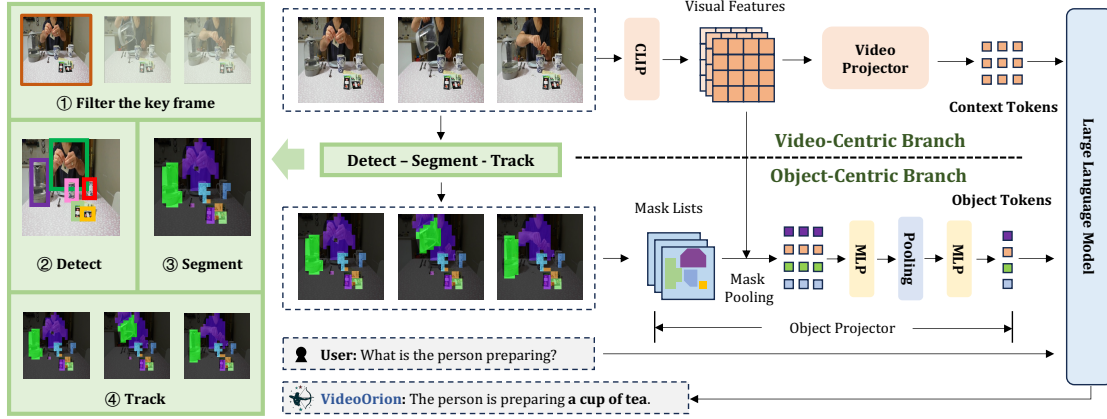 ① Filter the key frame
② Detect
③ Segment
④ Track
Visual Features
CLIP
Video
Projector
Context Tokens
Detect – Segment - Track
Video-Centric Branch
Object-Centric Branch
Mask Lists
Mask
Pooling
MLP
Pooling
MLP
Object Tokens
Object Projector
Large Language Model
User: What is the person preparing?
VideoOrion: The person is preparing a cup of tea.